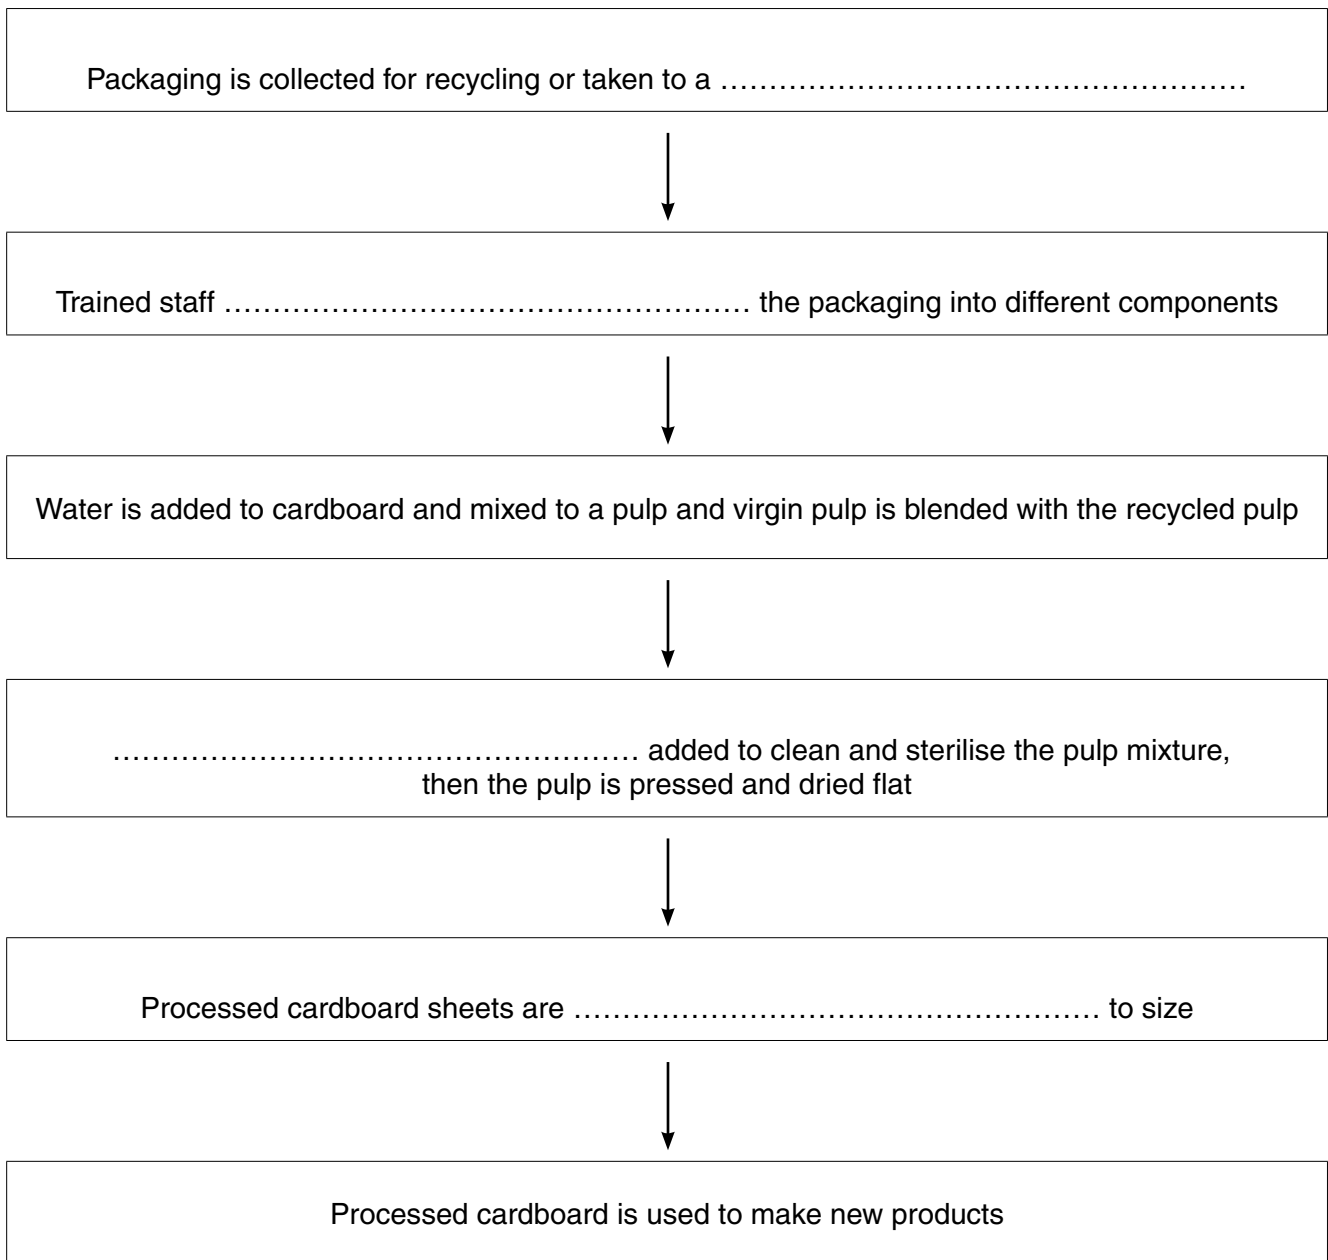 Packaging is collected for recycling or taken to a ......................................................
Trained staff ...................................................... the packaging into different components
Water is added to cardboard and mixed to a pulp and virgin pulp is blended with the recycled pulp
...................................................... added to clean and sterilise the pulp mixture,
then the pulp is pressed and dried flat
Processed cardboard sheets are ...................................................... to size
Processed cardboard is used to make new products